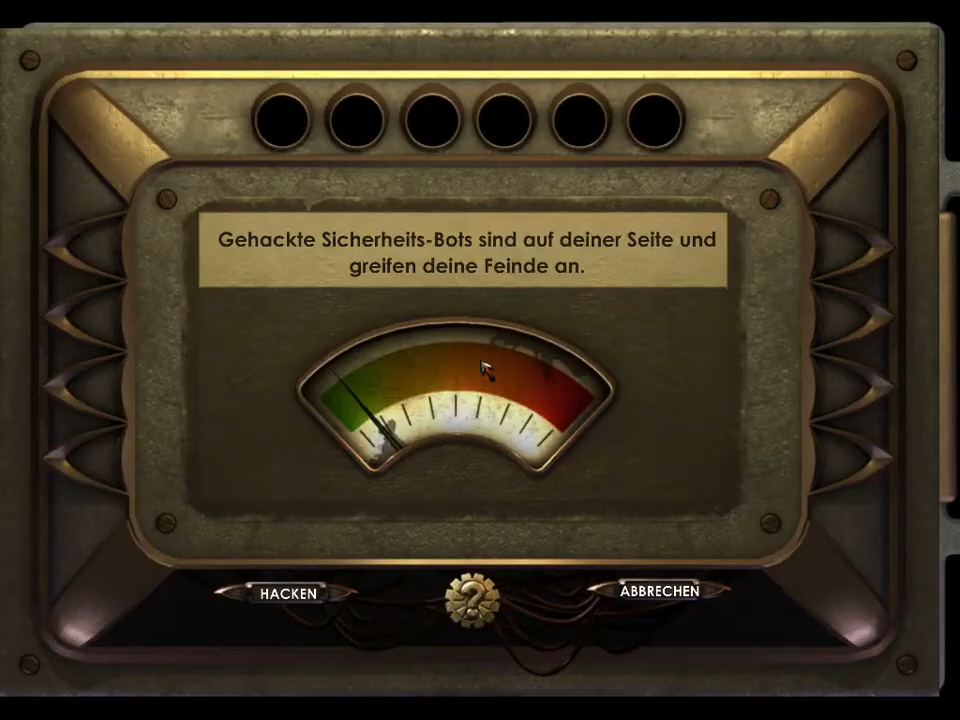 Gehackte Sicherheits-Bots sind auf deiner Seite und
greifen deine Feinde an.
HACKEN
?
ABBRECHEN